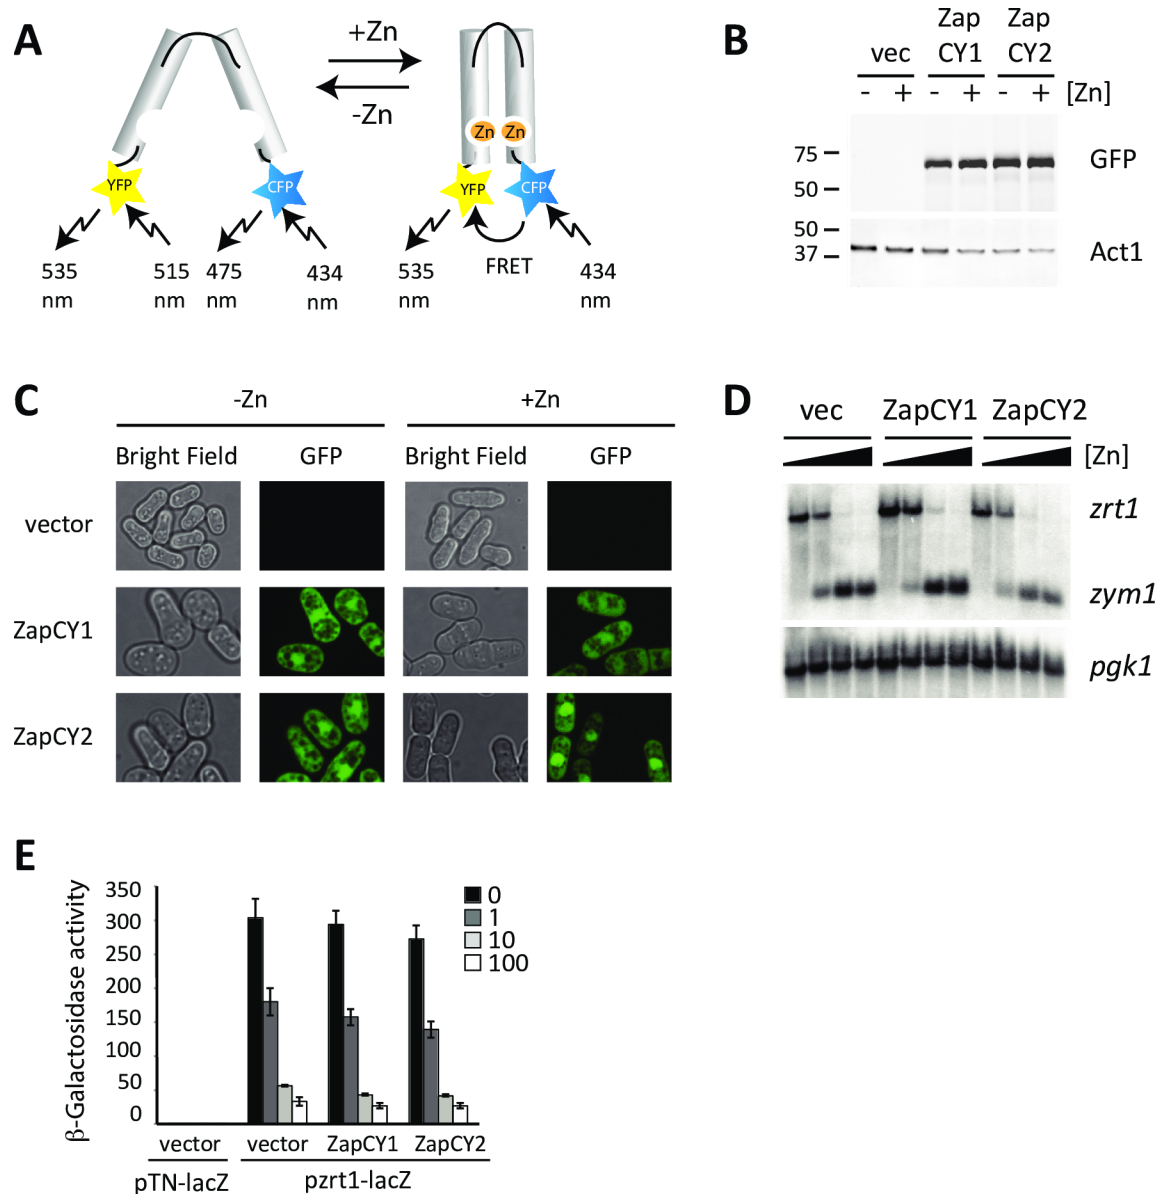 A
+Zn
-Zn
Zn Zn
YFP CFP YFP CFP
FRET
535 nm
515 nm
475 nm
434 nm
535 nm
434 nm
B
vec
Zap CY1
Zap CY2
- + - + - + [Zn]
75
50
GFP
50
37
Act1
C
-Zn +Zn
Bright Field GFP Bright Field GFP
vector
ZapCY1
ZapCY2
D
vec ZapCY1 ZapCY2
[Zn]
zrt1
zym1
pgk1
E
β-Galactosidase activity
350
300
250
200
150
100
50
0
0
1
10
100
vector vector ZapCY1 ZapCY2
pTN-lacZ pzrt1-lacZ